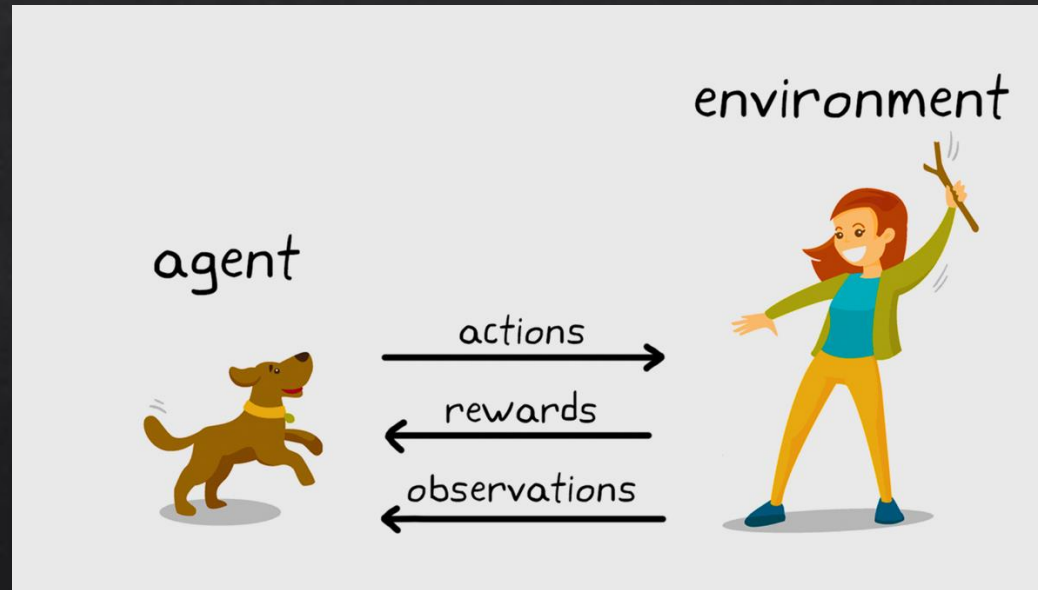 environment
agent
actions
rewards
observations